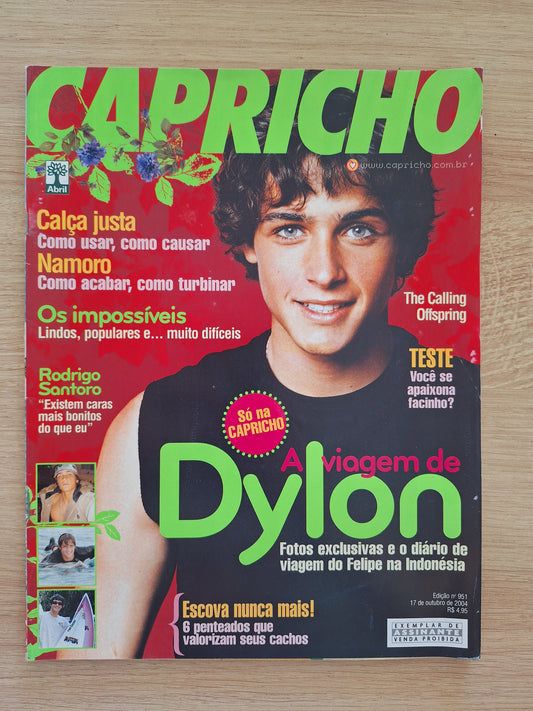 CAPRICHO
www.capricho.com.br
Abril
Calça justa
Como usar, como causar
Namoro
Como acabar, como turbinar
Os impossíveis
Lindos, populares e... muito difíceis
The Calling
Offspring
TESTE
Você se
apaixona
facinho?
Rodrigo
Santoro
"Existem caras
mais bonitos
do que eu"
Só na
CAPRICHO
A viagem de
Dylon
Fotos exclusivas e o diário de
viagem do Felipe na Indonésia
Edição nº 951
17 de outubro de 2004
R$ 4,95
Escova nunca mais!
6 penteados que
valorizam seus cachos
EXEMPLAR DE
ASSINANTE
VENDA PROIBIDA